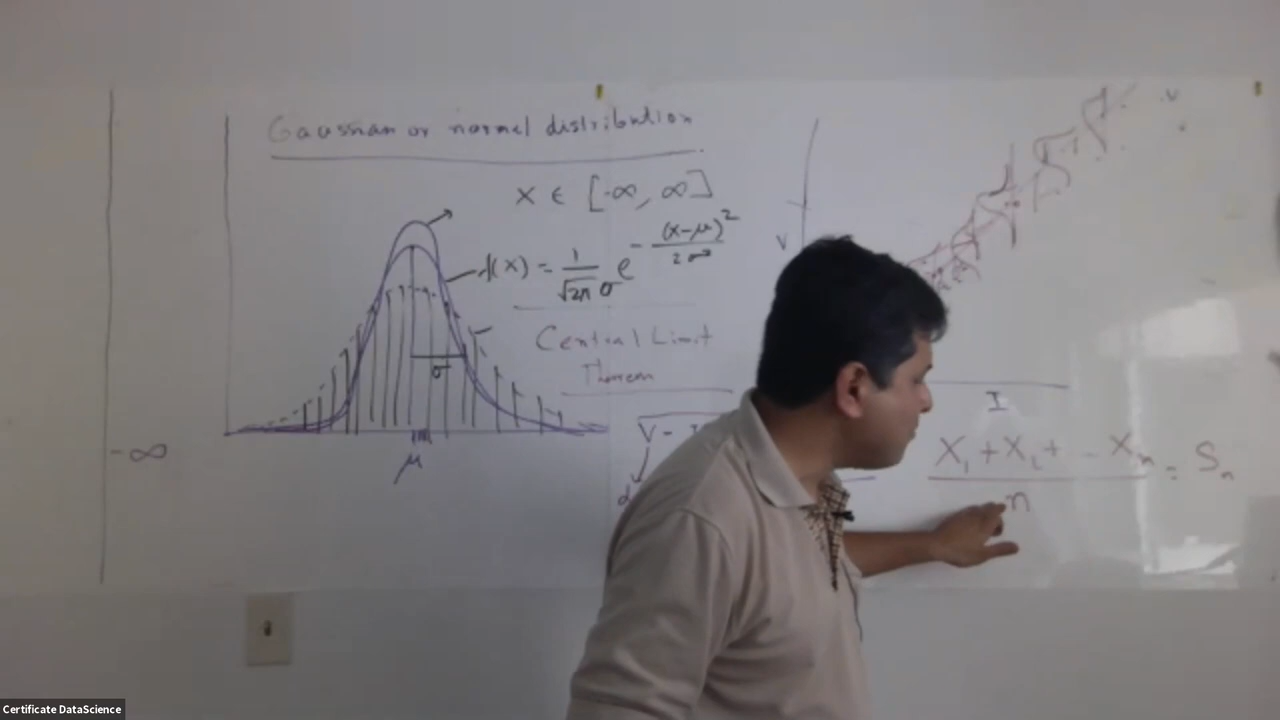 Gaussian or normal distribution
X ∈ [-∞, ∞]
f(x) = 1/√2π σ e^-(x-μ)²/2σ²
Central Limit
Theorem
σ
μ
-∞
V
I
X₁ + X₂ + - Xₙ / n = Sₙ
Certificate DataScience